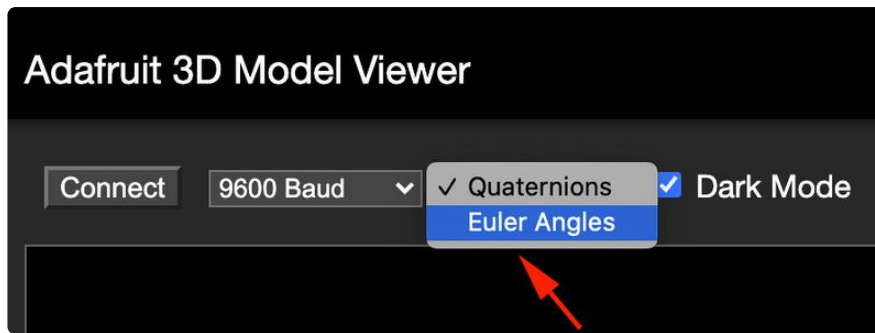 Adafruit 3D Model Viewer
Connect 9600 Baud ✓ Quaternions Dark Mode
Euler Angles